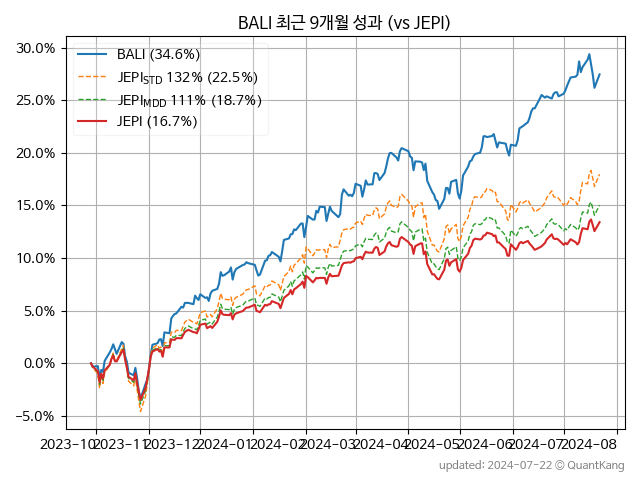 BALI 최근 9개월 성과 (vs JEPI)
BALI (34.6%)
JEPI_STD 132% (22.5%)
JEPI_MDD 111% (18.7%)
JEPI (16.7%)
30.0%
25.0%
20.0%
15.0%
10.0%
5.0%
0.0%
-5.0%
2023-10 2023-11 2023-12 2024-01 2024-02 2024-03 2024-04 2024-05 2024-06 2024-07 2024-08
updated: 2024-07-22 © QuantKang